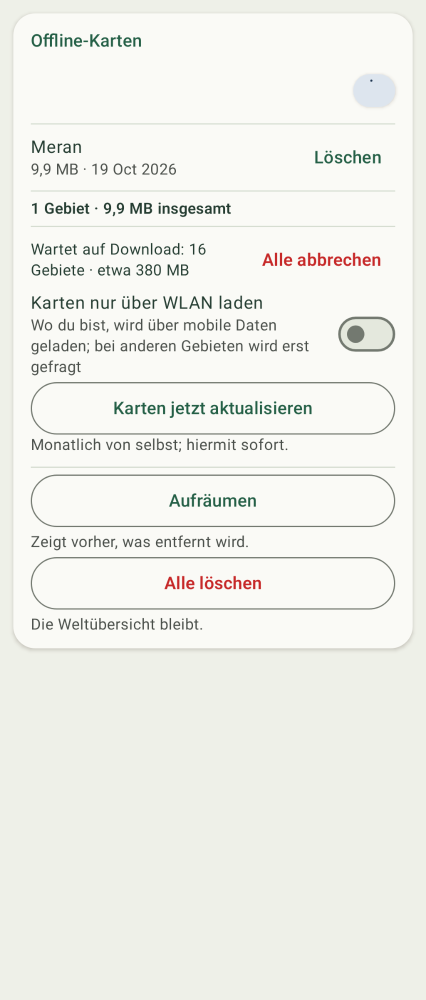 Offline-Karten
Meran
Löschen
9,9 MB · 19 Oct 2026
1 Gebiet · 9,9 MB insgesamt
Wartet auf Download: 16
Gebiete · etwa 380 MB
Alle abbrechen
Karten nur über WLAN laden
Wo du bist, wird über mobile Daten
geladen; bei anderen Gebieten wird erst
gefragt
Karten jetzt aktualisieren
Monatlich von selbst; hiermit sofort.
Aufräumen
Zeigt vorher, was entfernt wird.
Alle löschen
Die Weltübersicht bleibt.